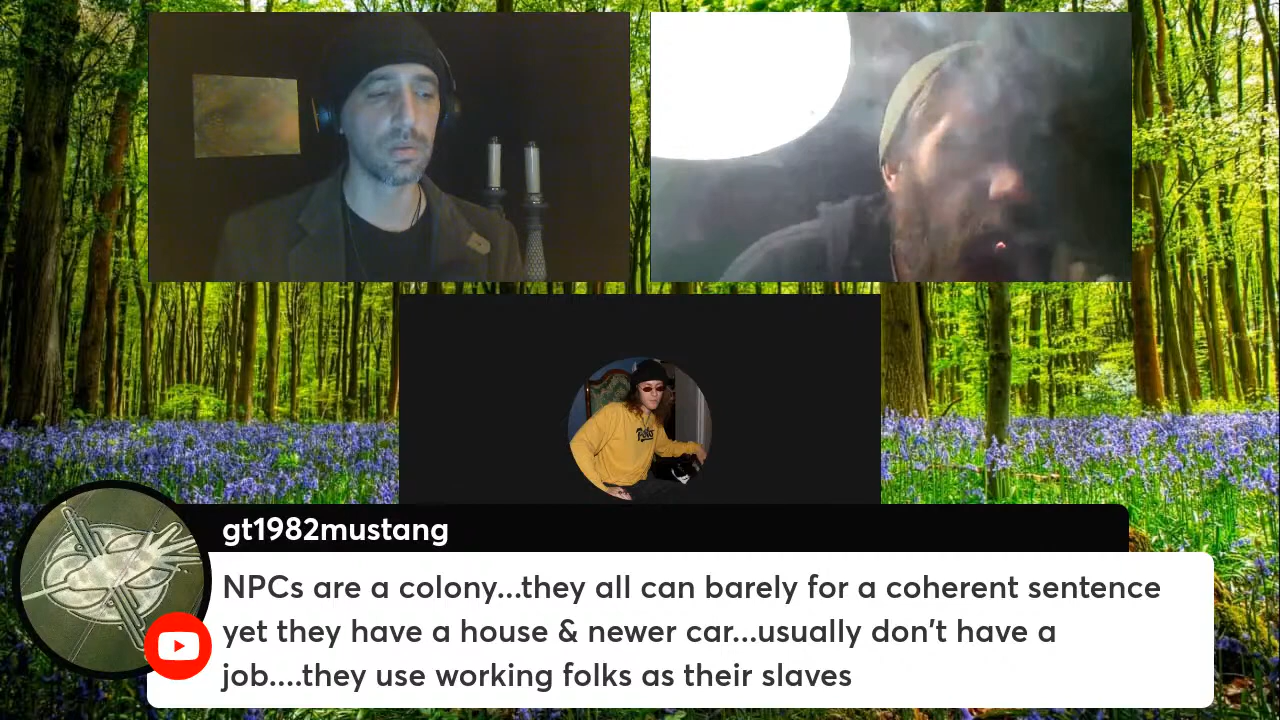 gt1982mustang
NPCs are a colony...they all can barely for a coherent sentence
yet they have a house & newer car...usually don't have a
job....they use working folks as their slaves